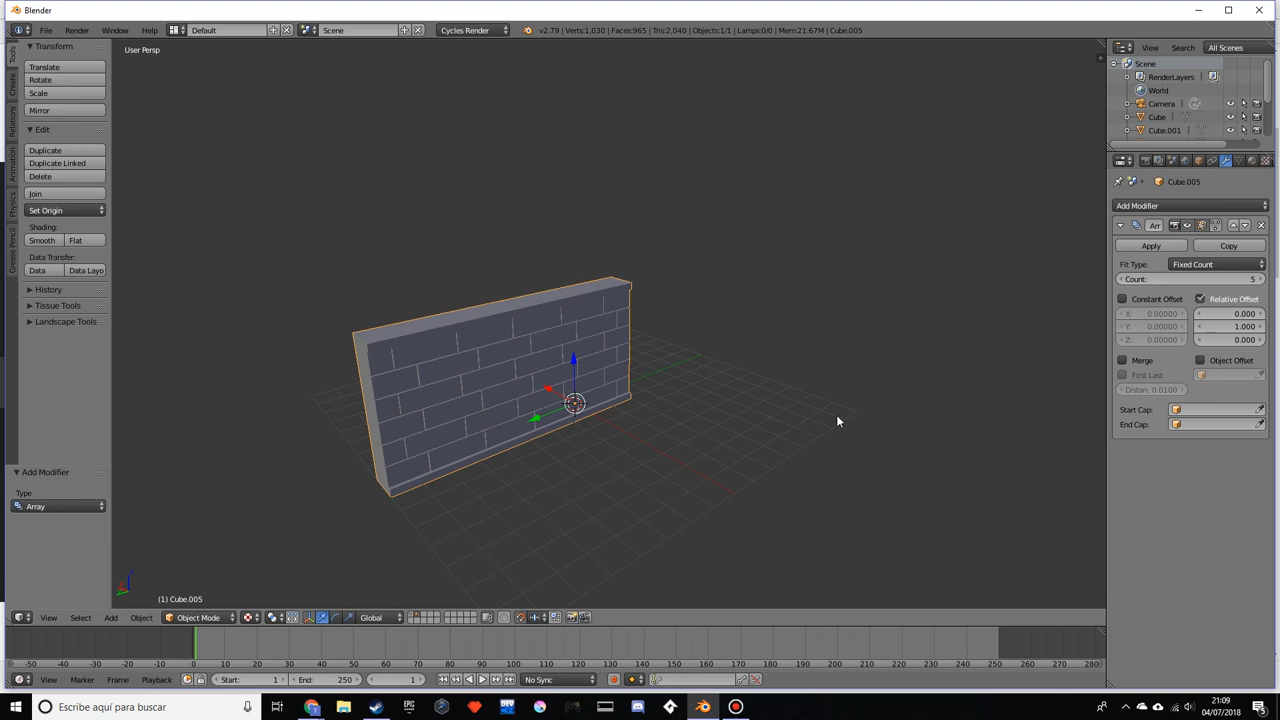 Blender
File Render Window Help Default Scene Cycles Render v2.79 | Verts:1,030 | Faces:965 | Tris:2,040 | Objects:1/1 | Lamps:0/0 | Mem:21.67M | Cube.005
Tools
Create
Relations
Animation
Physics
Grease Pencil
Transform
Translate
Rotate
Scale
Mirror
Edit
Duplicate
Duplicate Linked
Delete
Join
Set Origin
Shading:
Smooth Flat
Data Transfer:
Data Data Layo
History
Tissue Tools
Landscape Tools
Add Modifier
Type
Array
User Persp
(1) Cube.005
View Search All Scenes
Scene
RenderLayers
World
Camera
Cube
Cube.001
Cube.005
Add Modifier
Arr
Apply Copy
Fit Type: Fixed Count
Count: 5
Constant Offset Relative Offset
X: 0.00000 0.000
Y: 0.00000 1.000
Z: 0.00000 0.000
Merge Object Offset
First Last
Distan: 0.0100
Start Cap:
End Cap:
View Select Add Object Object Mode Global
-50 -40 -30 -20 -10 0 10 20 30 40 50 60 70 80 90 100 110 120 130 140 150 160 170 180 190 200 210 220 230 240 250 260 270 280
View Marker Frame Playback Start: 1 End: 250 1 No Sync
Escribe aquí para buscar
21:09
04/07/2018